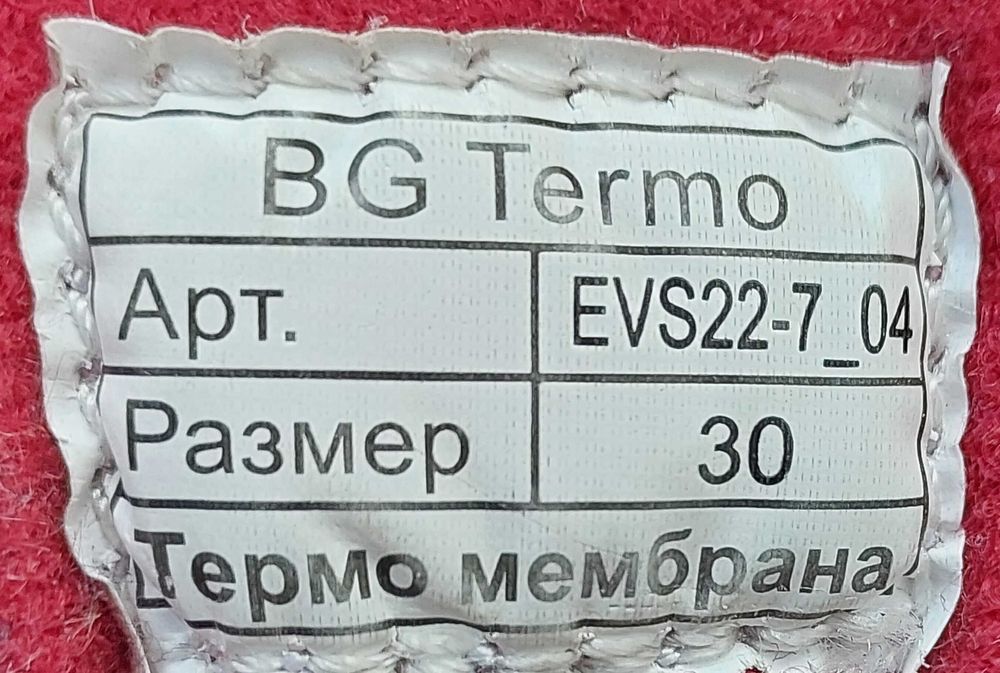 BG Termo
Арт. EVS22-7_04
Размер 30
Термо мембрана